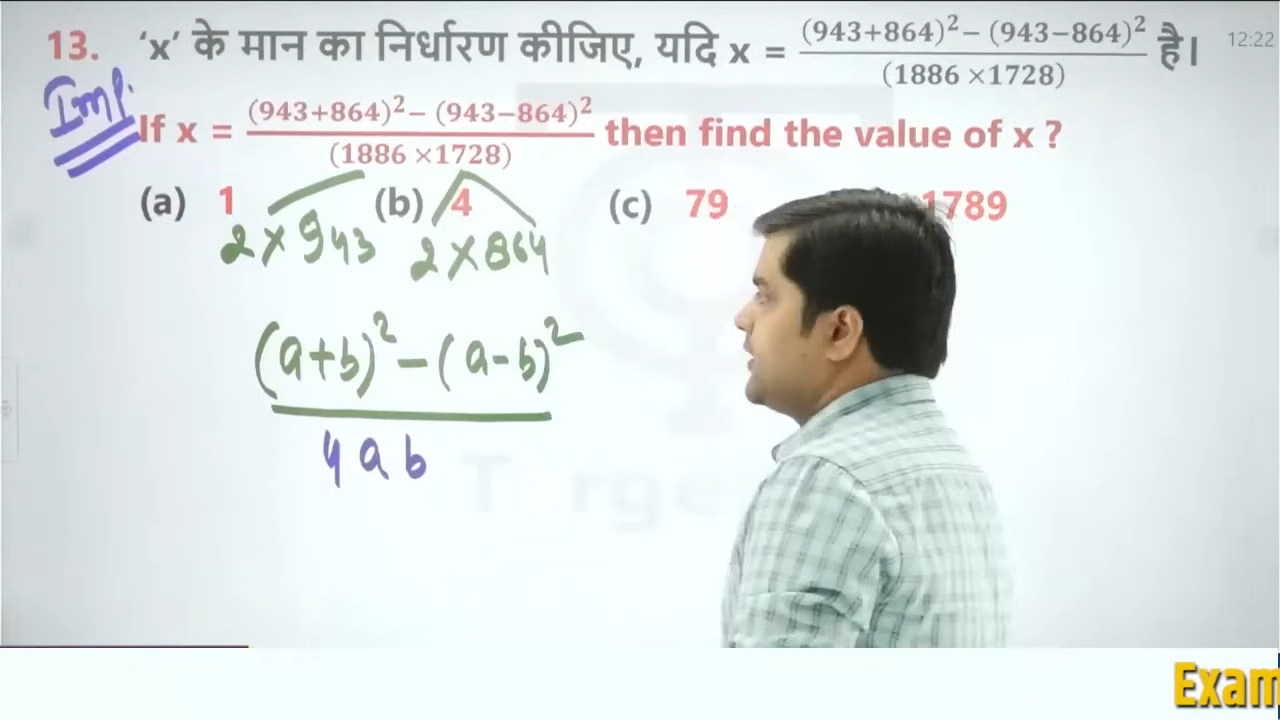 13. 'x' के मान का निर्धारण कीजिए, यदि x = (943+864)²− (943−864)² / (1886 ×1728) है।
12:22
Imp.
If x = (943+864)²− (943−864)² / (1886 ×1728) then find the value of x ?
(a) 1 (b) 4 (c) 79 1789
2×943 2×864
(a+b)²−(a-b)²
4ab
Exam